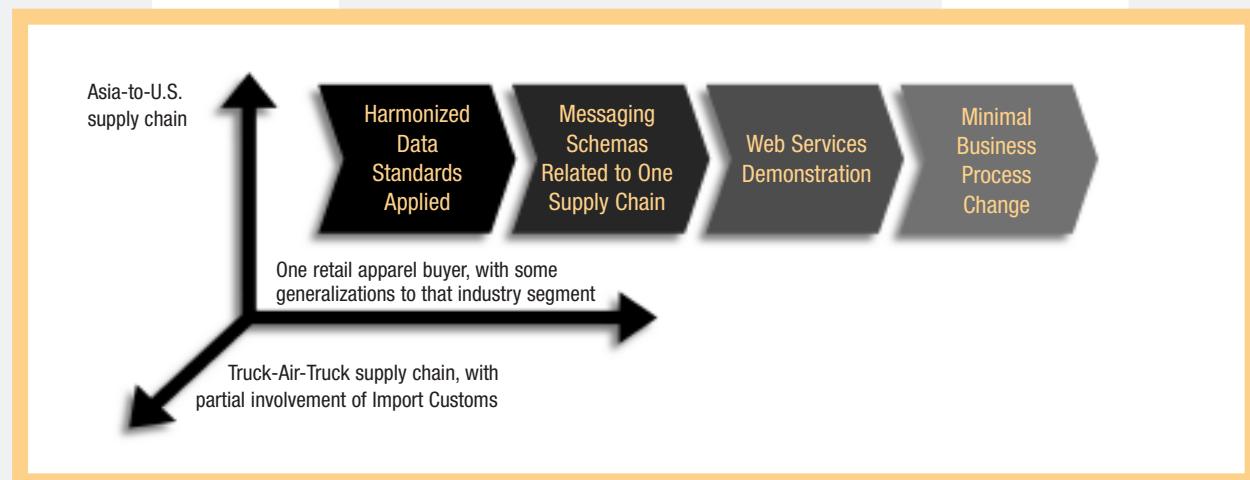 Asia-to-U.S.
supply chain
Harmonized
Data
Standards
Applied
Messaging
Schemas
Related to One
Supply Chain
Web Services
Demonstration
Minimal
Business
Process
Change
One retail apparel buyer, with some
generalizations to that industry segment
Truck-Air-Truck supply chain, with
partial involvement of Import Customs